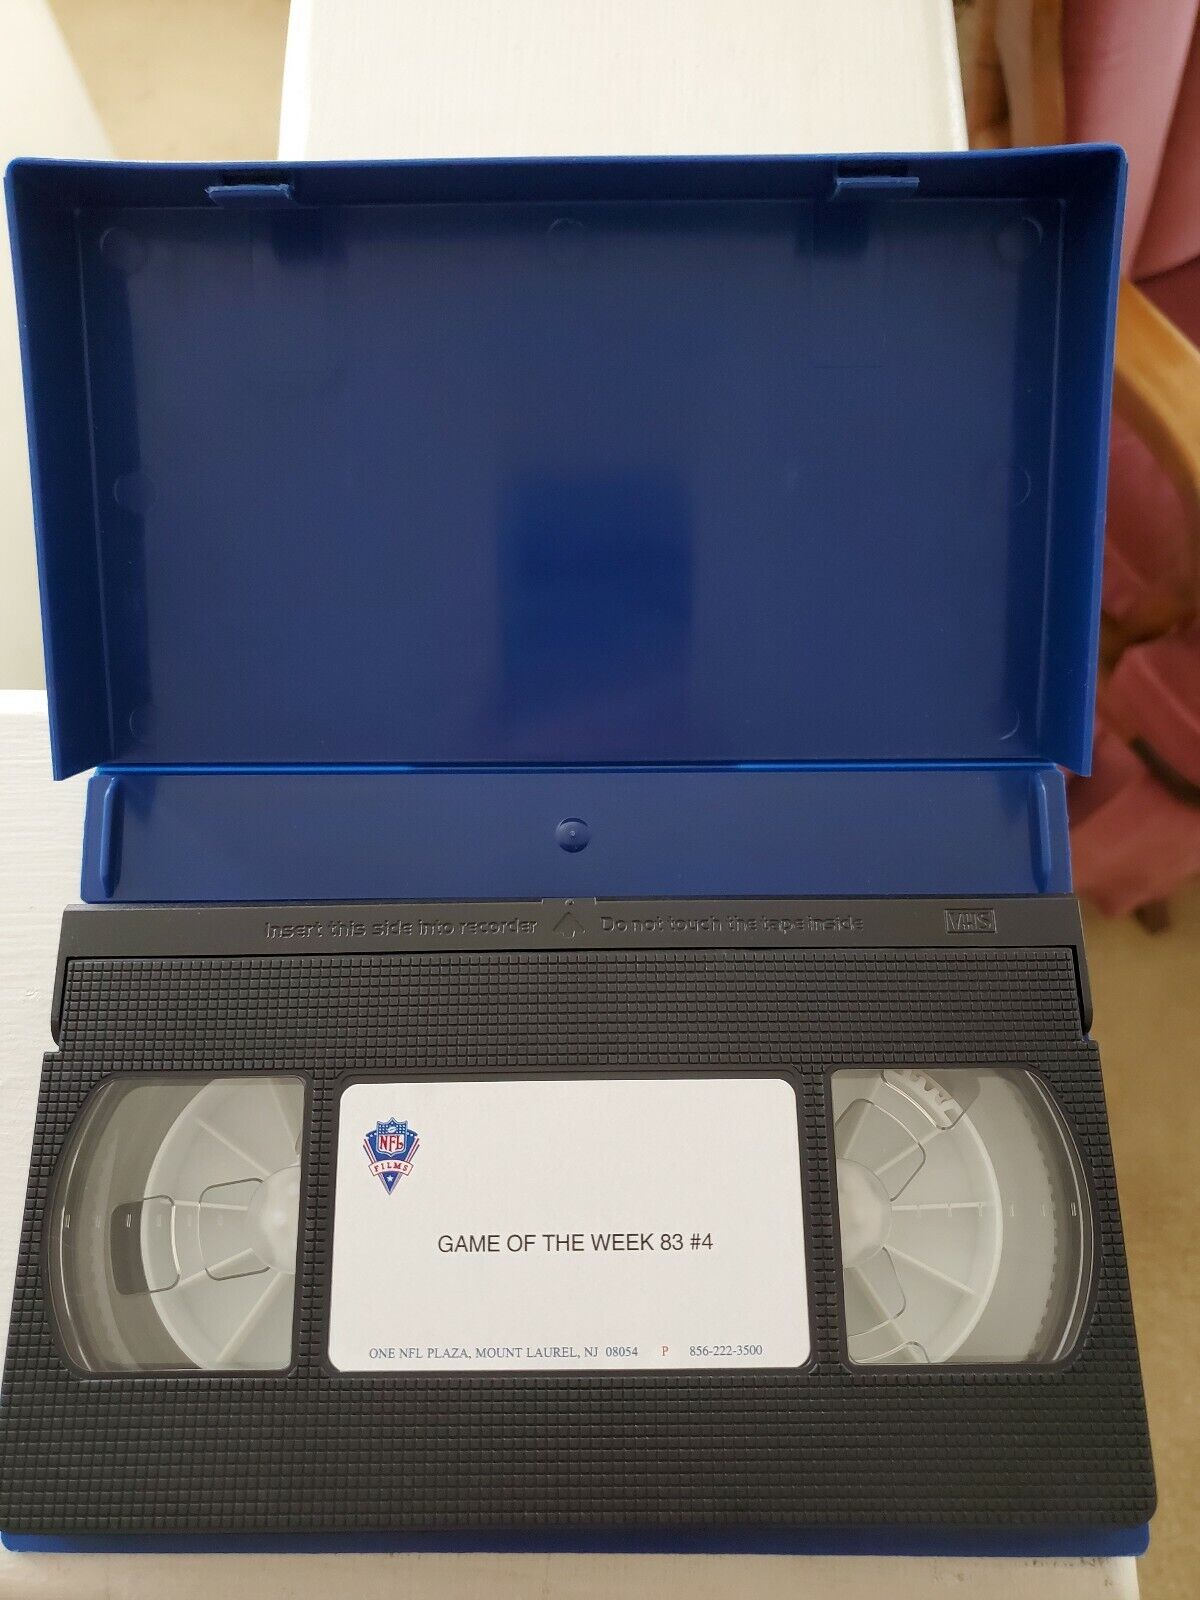 Insert this side into recorder Do not touch the tape inside VHS
NFL
FILMS
GAME OF THE WEEK 83 #4
ONE NFL PLAZA, MOUNT LAUREL, NJ 08054 P 856-222-3500